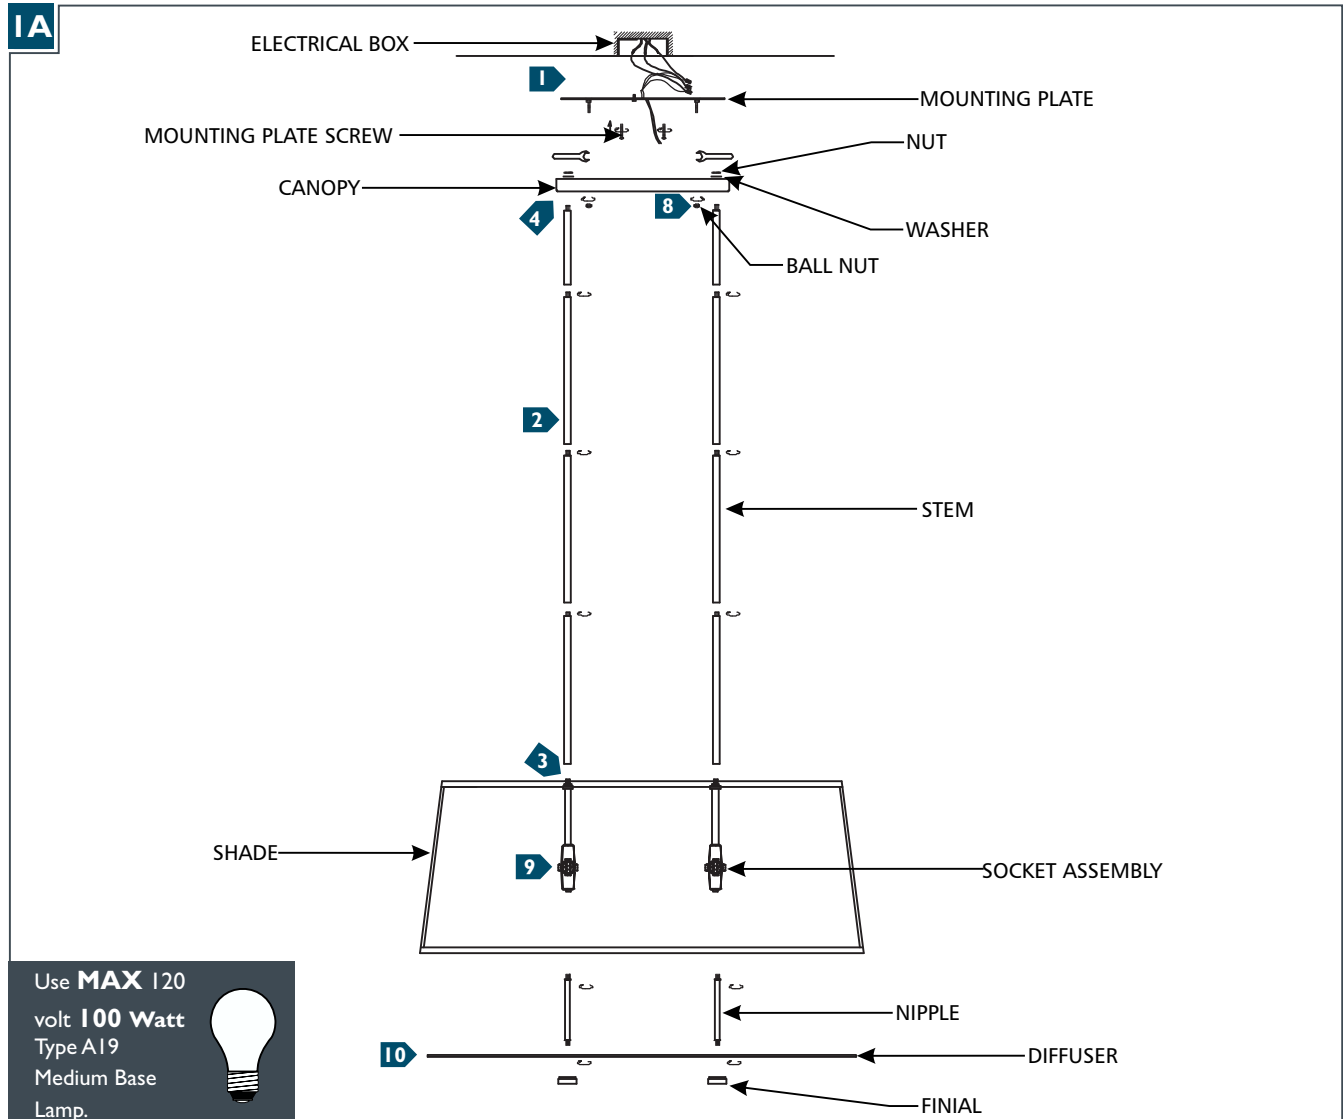 1A
ELECTRICAL BOX
1
MOUNTING PLATE
MOUNTING PLATE SCREW
NUT
CANOPY
4
8
WASHER
BALL NUT
2
STEM
3
SHADE
9
SOCKET ASSEMBLY
Use MAX 120
volt 100 Watt
Type A19
Medium Base
Lamp.
NIPPLE
10
DIFFUSER
FINIAL